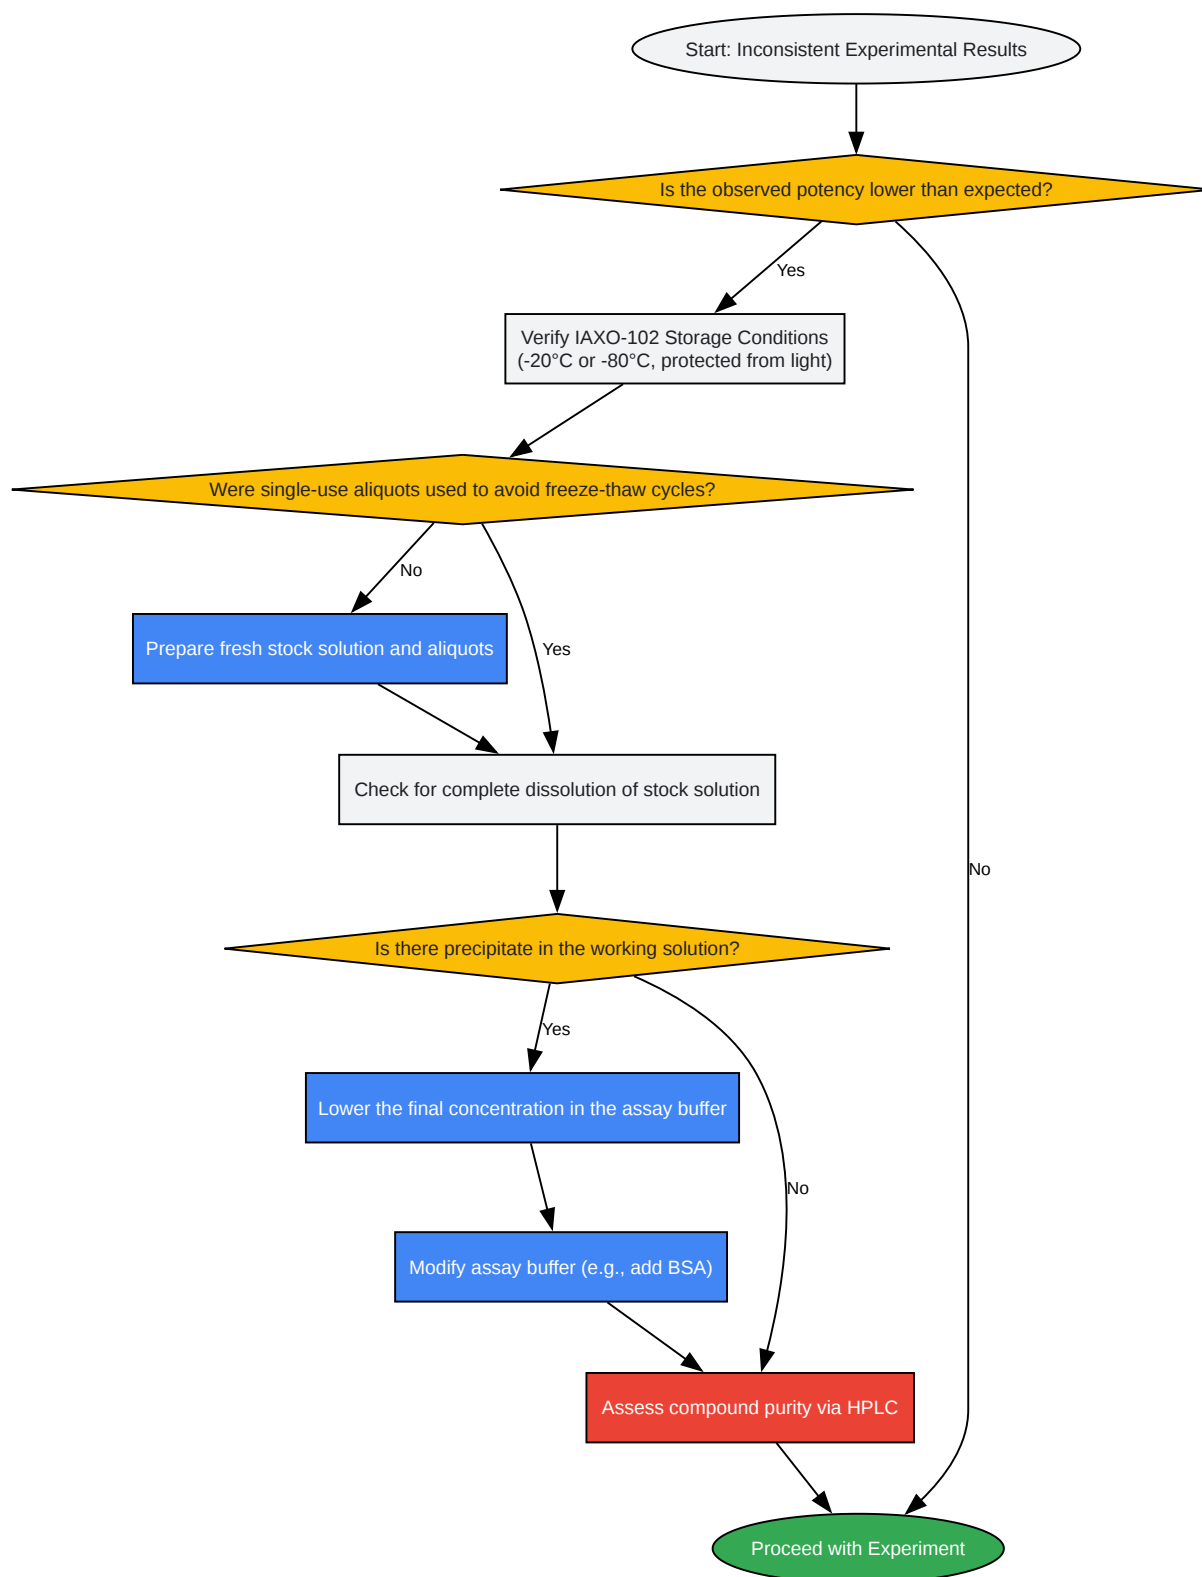 Start: Inconsistent Experimental Results
Is the observed potency lower than expected?
Yes
Verify IAXO-102 Storage Conditions
(-20°C or -80°C, protected from light)
Were single-use aliquots used to avoid freeze-thaw cycles?
No
Prepare fresh stock solution and aliquots
Yes
Check for complete dissolution of stock solution
No
Is there precipitate in the working solution?
Yes
Lower the final concentration in the assay buffer
No
Modify assay buffer (e.g., add BSA)
Assess compound purity via HPLC
Proceed with Experiment